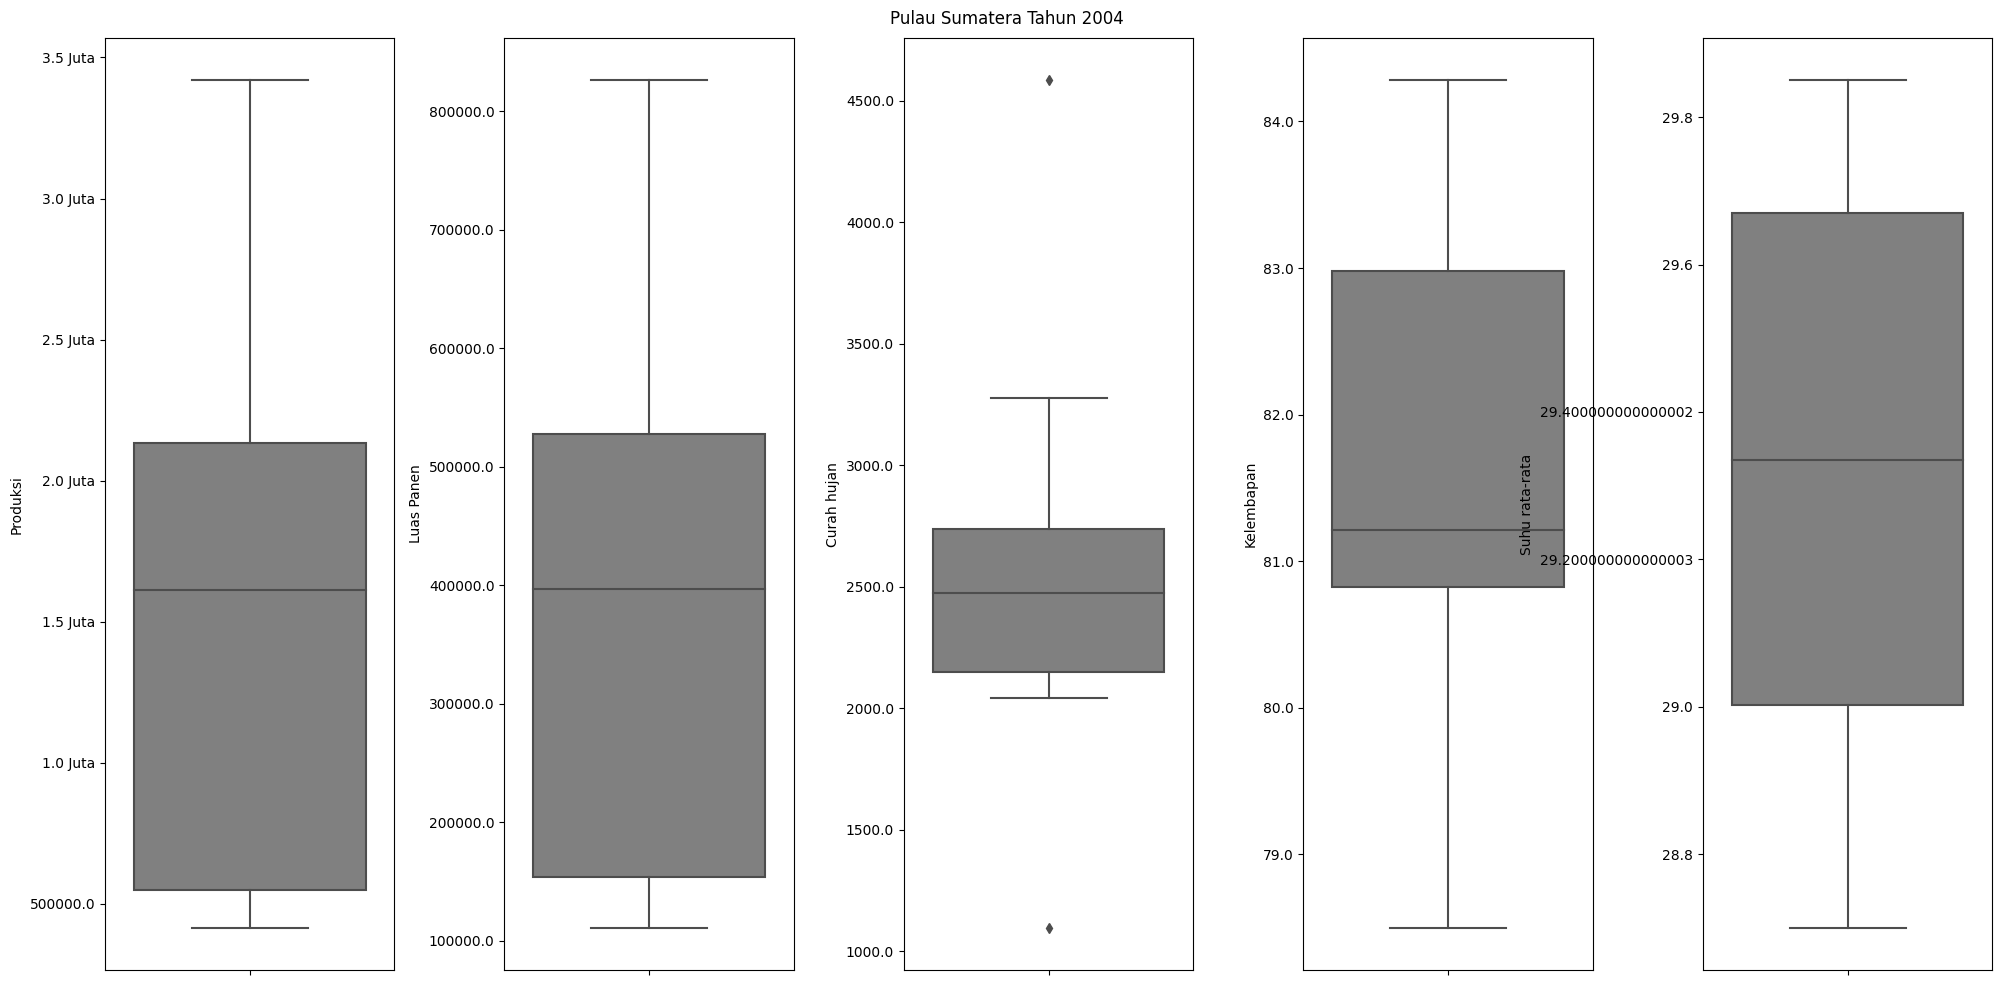 Pulau Sumatera Tahun 2004
3.5 Juta
3.0 Juta
2.5 Juta
2.0 Juta
1.5 Juta
1.0 Juta
500000.0
Produksi
800000.0
700000.0
600000.0
500000.0
400000.0
300000.0
200000.0
100000.0
Luas Panen
4500.0
4000.0
3500.0
3000.0
2500.0
2000.0
1500.0
1000.0
Curah hujan
84.0
83.0
82.0
81.0
80.0
79.0
Kelembapan
29.8
29.6
29.400000000000002
29.200000000000003
29.0
28.8
Suhu rata-rata